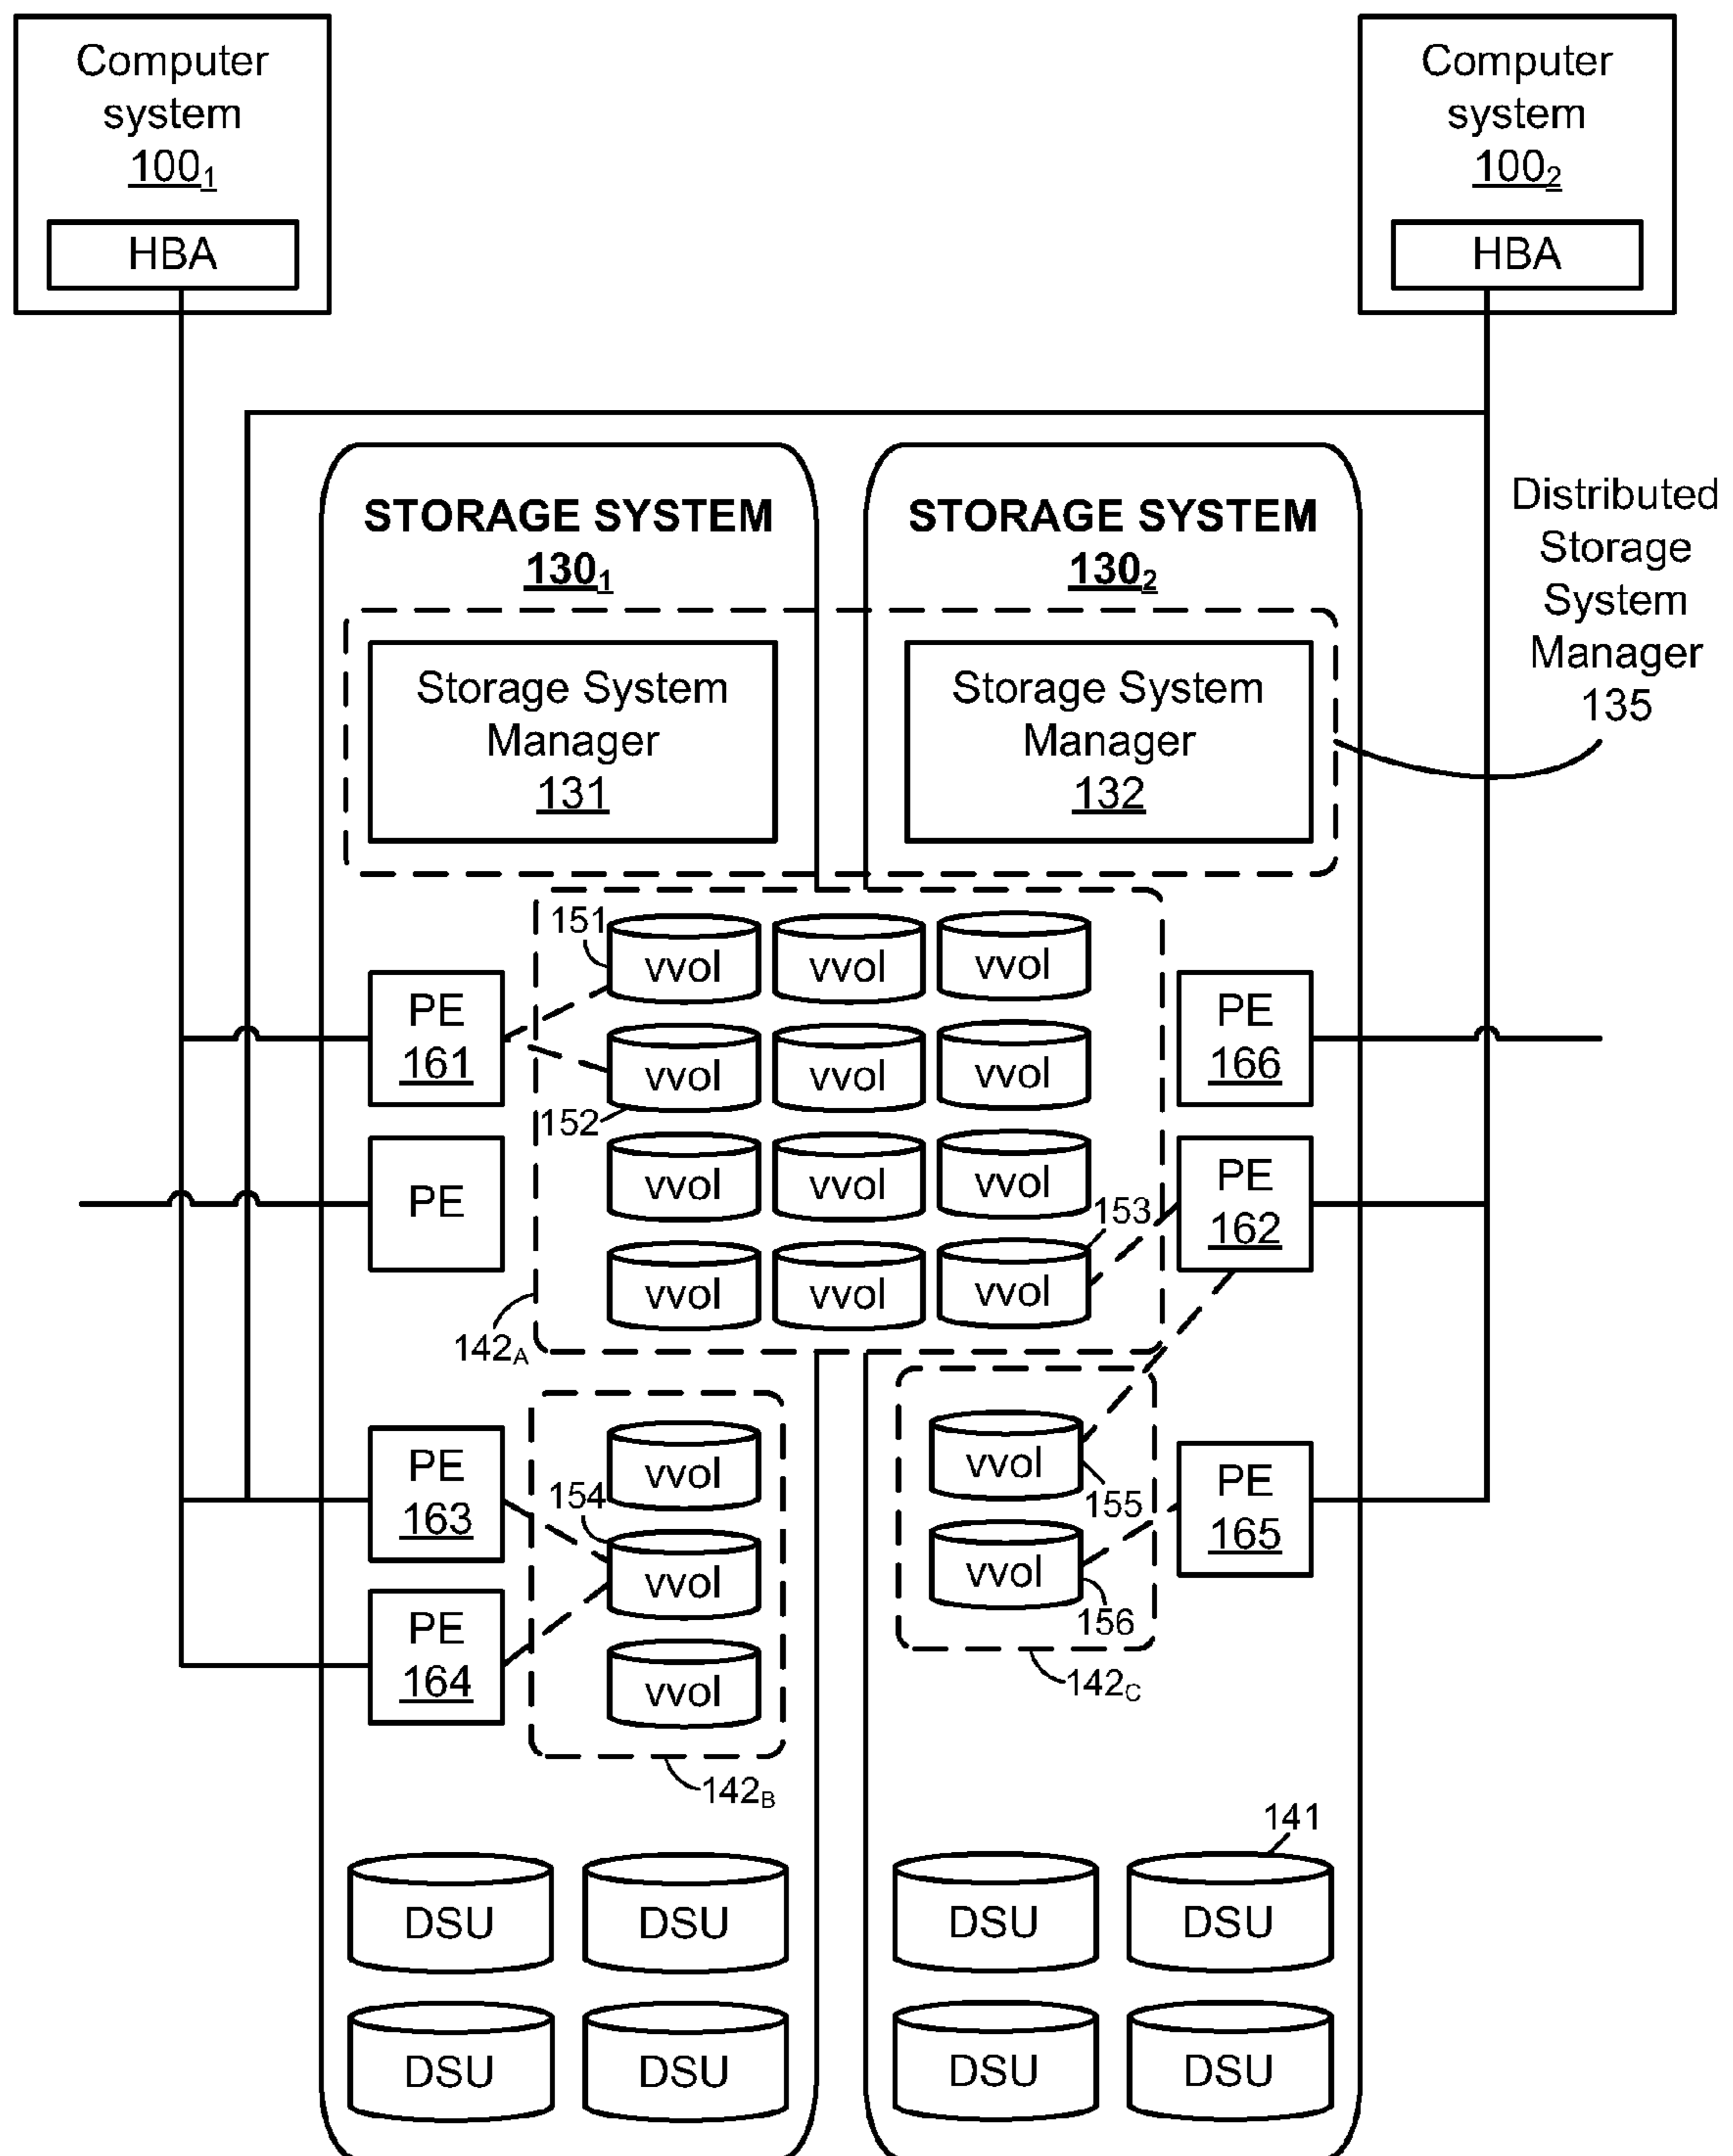 Computer
system
100₁
HBA
Computer
system
100₂
HBA
STORAGE SYSTEM
130₁
STORAGE SYSTEM
130₂
Distributed
Storage
System
Manager
135
Storage System
Manager
131
Storage System
Manager
132
151
vvol vvol vvol
PE
161
PE
166
vvol vvol vvol
152
PE
PE
162
vvol vvol vvol
153
vvol vvol vvol
142A
PE
163
vvol
154
vvol
PE
164
vvol
142B
vvol
155
PE
165
vvol
156
142C
141
DSU DSU DSU DSU
DSU DSU DSU DSU